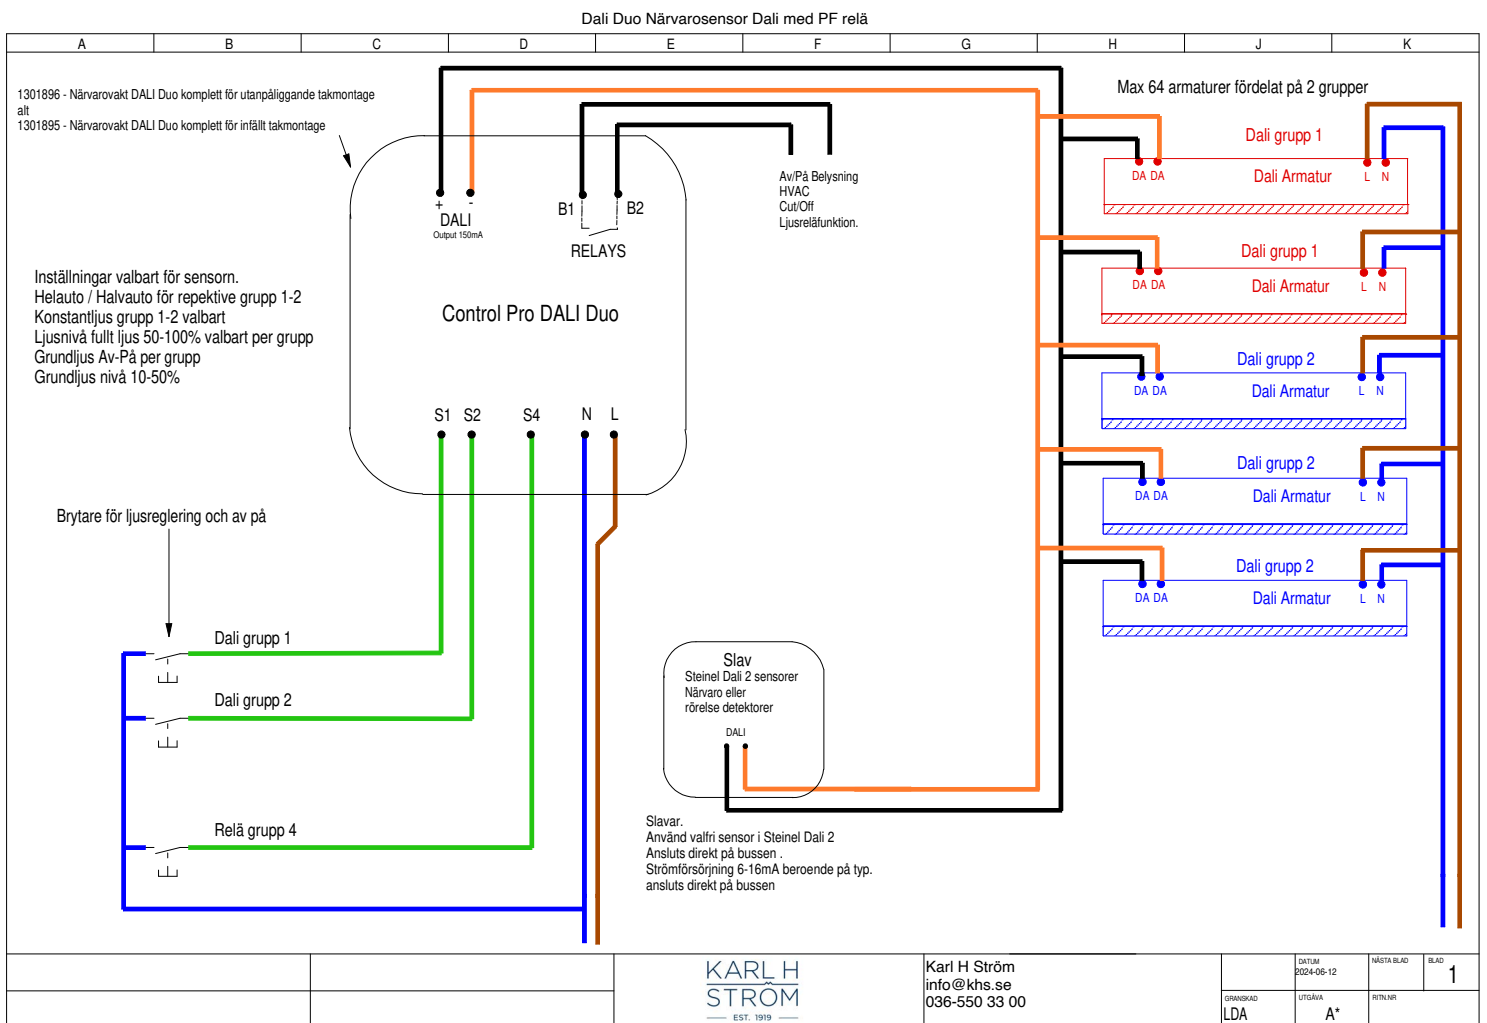 Dali Duo Närvarosensor Dali med PF relä
A B C D E F G H J K
1301896 - Närvarovakt DALI Duo komplett för utanpåliggande takmontage
alt
1301895 - Närvarovakt DALI Duo komplett för infällt takmontage
Max 64 armaturer fördelat på 2 grupper
+ -
DALI
Output 150mA
B1 B2
RELAYS
Av/På Belysning
HVAC
Cut/Off
Ljusreläfunktion.
Inställningar valbart för sensorn.
Helauto / Halvauto för repektive grupp 1-2
Konstantljus grupp 1-2 valbart
Ljusnivå fullt ljus 50-100% valbart per grupp
Grundljus Av-På per grupp
Grundljus nivå 10-50%
Control Pro DALI Duo
S1 S2 S4 N L
Dali grupp 1
DA DA Dali Armatur L N
Dali grupp 1
DA DA Dali Armatur L N
Dali grupp 2
DA DA Dali Armatur L N
Dali grupp 2
DA DA Dali Armatur L N
Dali grupp 2
DA DA Dali Armatur L N
Brytare för ljusreglering och av på
Dali grupp 1
Dali grupp 2
Relä grupp 4
Slav
Steinel Dali 2 sensorer
Närvaro eller
rörelse detektorer
DALI
Slavar.
Använd valfri sensor i Steinel Dali 2
Ansluts direkt på bussen .
Strömförsörjning 6-16mA beroende på typ.
ansluts direkt på bussen
KARL H
STRÖM
EST. 1919
Karl H Ström
info@khs.se
036-550 33 00
DATUM
2024-06-12
NÄSTA BLAD
BLAD
1
GRANSKAD
LDA
UTGÅVA
A*
RITN.NR